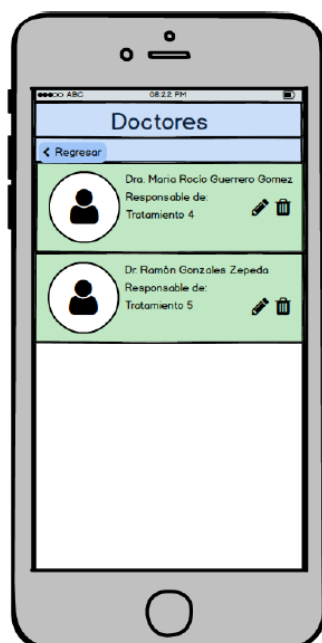 ABC 08:22 PM
Doctores
Regresar
Dra. Maria Rocío Guerrero Gomez
Responsable de:
Tratamiento 4
Dr. Ramón Gonzales Zepeda
Responsable de:
Tratamiento 5